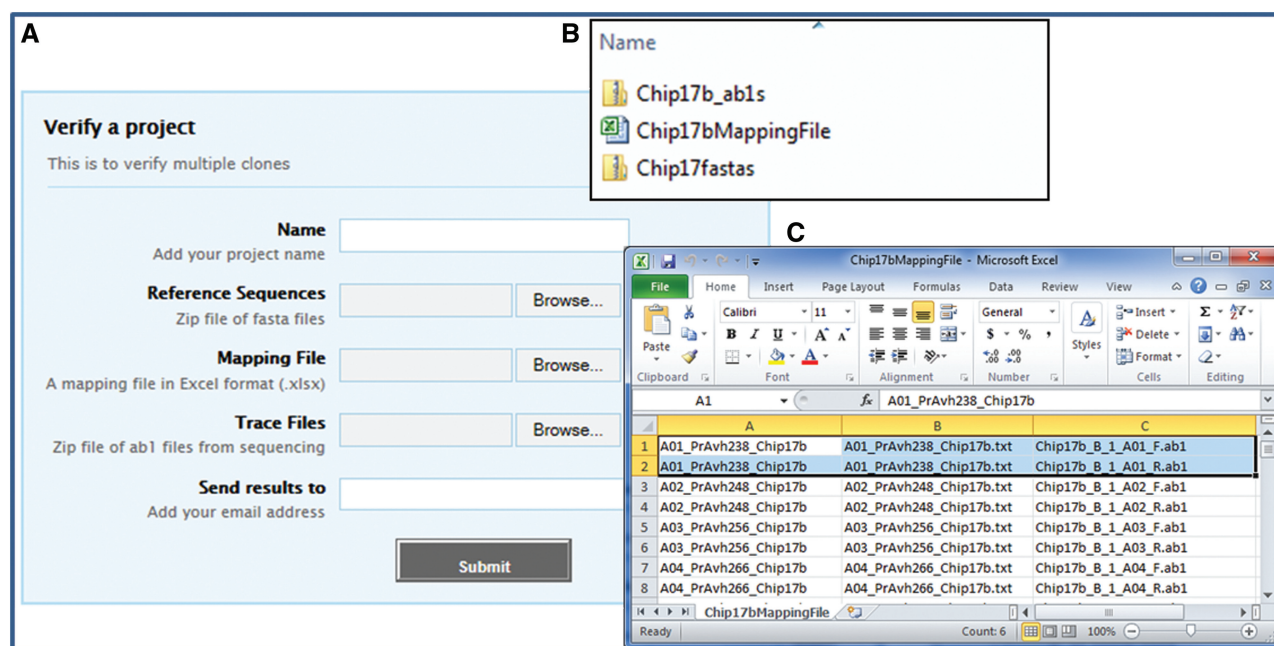 A
Verify a project
This is to verify multiple clones
Name
Add your project name
Reference Sequences
Zip file of fasta files
Browse...
Mapping File
A mapping file in Excel format (.xlsx)
Browse...
Trace Files
Zip file of ab1 files from sequencing
Browse...
Send results to
Add your email address
Submit
B
Name
Chip17b_ab1s
Chip17bMappingFile
Chip17fastas
C
Chip17bMappingFile - Microsoft Excel
File Home Insert Page Layout Formulas Data Review View
Calibri 11 General Insert
Paste B I U A A $ % , Styles Delete
Format
Clipboard Font Alignment Number Cells Editing
A1 fx A01_PrAvh238_Chip17b
A B C
1 A01_PrAvh238_Chip17b A01_PrAvh238_Chip17b.txt Chip17b_B_1_A01_F.ab1
2 A01_PrAvh238_Chip17b A01_PrAvh238_Chip17b.txt Chip17b_B_1_A01_R.ab1
3 A02_PrAvh248_Chip17b A02_PrAvh248_Chip17b.txt Chip17b_B_1_A02_F.ab1
4 A02_PrAvh248_Chip17b A02_PrAvh248_Chip17b.txt Chip17b_B_1_A02_R.ab1
5 A03_PrAvh256_Chip17b A03_PrAvh256_Chip17b.txt Chip17b_B_1_A03_F.ab1
6 A03_PrAvh256_Chip17b A03_PrAvh256_Chip17b.txt Chip17b_B_1_A03_R.ab1
7 A04_PrAvh266_Chip17b A04_PrAvh266_Chip17b.txt Chip17b_B_1_A04_F.ab1
8 A04_PrAvh266_Chip17b A04_PrAvh266_Chip17b.txt Chip17b_B_1_A04_R.ab1
Chip17bMappingFile
Ready Count: 6 100%